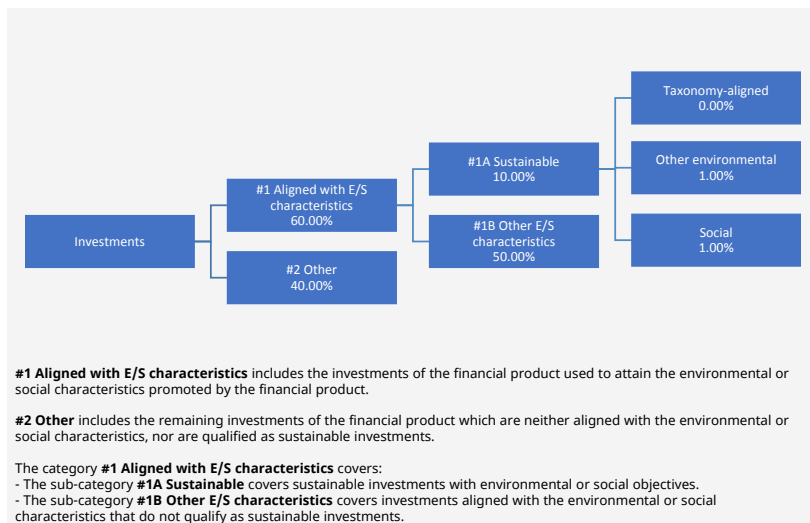 Investments
#1 Aligned with E/S
characteristics
60.00%
#2 Other
40.00%
#1A Sustainable
10.00%
#1B Other E/S
characteristics
50.00%
Taxonomy-aligned
0.00%
Other environmental
1.00%
Social
1.00%
#1 Aligned with E/S characteristics includes the investments of the financial product used to attain the environmental or
social characteristics promoted by the financial product.
#2 Other includes the remaining investments of the financial product which are neither aligned with the environmental or
social characteristics, nor are qualified as sustainable investments.
The category #1 Aligned with E/S characteristics covers:
- The sub-category #1A Sustainable covers sustainable investments with environmental or social objectives.
- The sub-category #1B Other E/S characteristics covers investments aligned with the environmental or social
characteristics that do not qualify as sustainable investments.